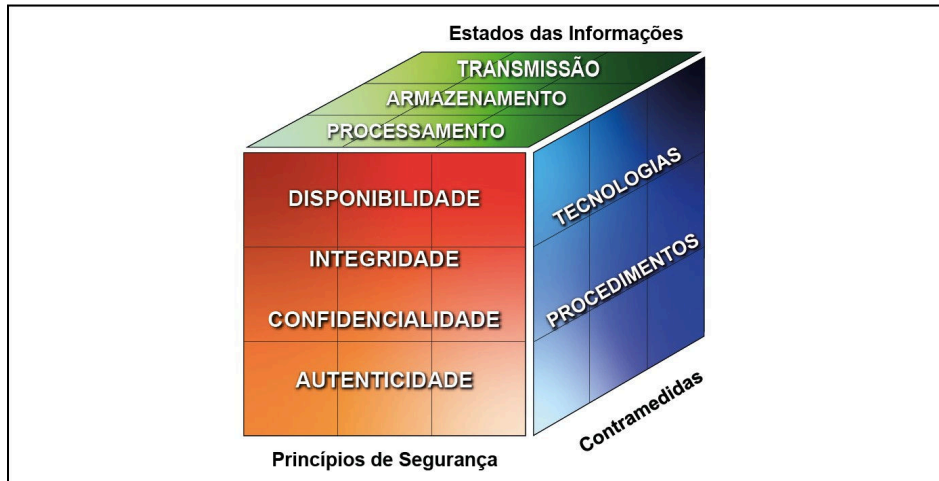 Estados das Informações
TRANSMISSÃO
ARMAZENAMENTO
PROCESSAMENTO
DISPONIBILIDADE
INTEGRIDADE
CONFIDENCIALIDADE
AUTENTICIDADE
TECNOLOGIAS
PROCEDIMENTOS
Contramedidas
Princípios de Segurança